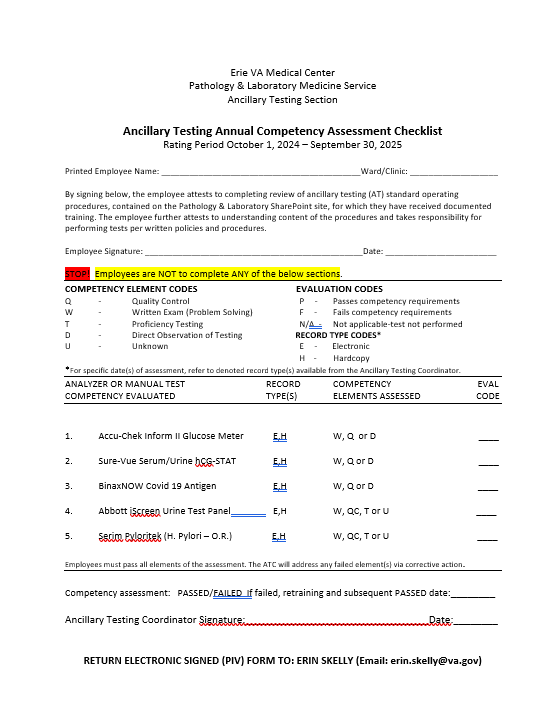 Erie VA Medical Center
Pathology & Laboratory Medicine Service
Ancillary Testing Section
Ancillary Testing Annual Competency Assessment Checklist
Rating Period October 1, 2024 – September 30, 2025
Printed Employee Name: ________________________________________Ward/Clinic: __________________
By signing below, the employee attests to completing review of ancillary testing (AT) standard operating
procedures, contained on the Pathology & Laboratory SharePoint site, for which they have received documented
training. The employee further attests to understanding content of the procedures and takes responsibility for
performing tests per written policies and procedures.
Employee Signature: ____________________________________________Date: _______________________
STOP! Employees are NOT to complete ANY of the below sections.
COMPETENCY ELEMENT CODES EVALUATION CODES
Q - Quality Control P - Passes competency requirements
W - Written Exam (Problem Solving) F - Fails competency requirements
T - Proficiency Testing N/A - Not applicable-test not performed
D - Direct Observation of Testing RECORD TYPE CODES*
U - Unknown E - Electronic
H - Hardcopy
*For specific date(s) of assessment, refer to denoted record type(s) available from the Ancillary Testing Coordinator.
ANALYZER OR MANUAL TEST RECORD COMPETENCY EVAL
COMPETENCY EVALUATED TYPE(S) ELEMENTS ASSESSED CODE
1. Accu-Chek Inform II Glucose Meter E,H W, Q or D ____
2. Sure-Vue Serum/Urine hCG-STAT E,H W, Q or D ____
3. BinaxNOW Covid 19 Antigen E,H W, Q or D ____
4. Abbott iScreen Urine Test Panel_______ E,H W, QC, T or U ____
5. Serim Pyloritek (H. Pylori – O.R.) E,H W, QC, T or U ____
Employees must pass all elements of the assessment. The ATC will address any failed element(s) via corrective action.
Competency assessment: PASSED/FAILED If failed, retraining and subsequent PASSED date:_________
Ancillary Testing Coordinator Signature:________________________________Date:_________
RETURN ELECTRONIC SIGNED (PIV) FORM TO: ERIN SKELLY (Email: erin.skelly@va.gov)